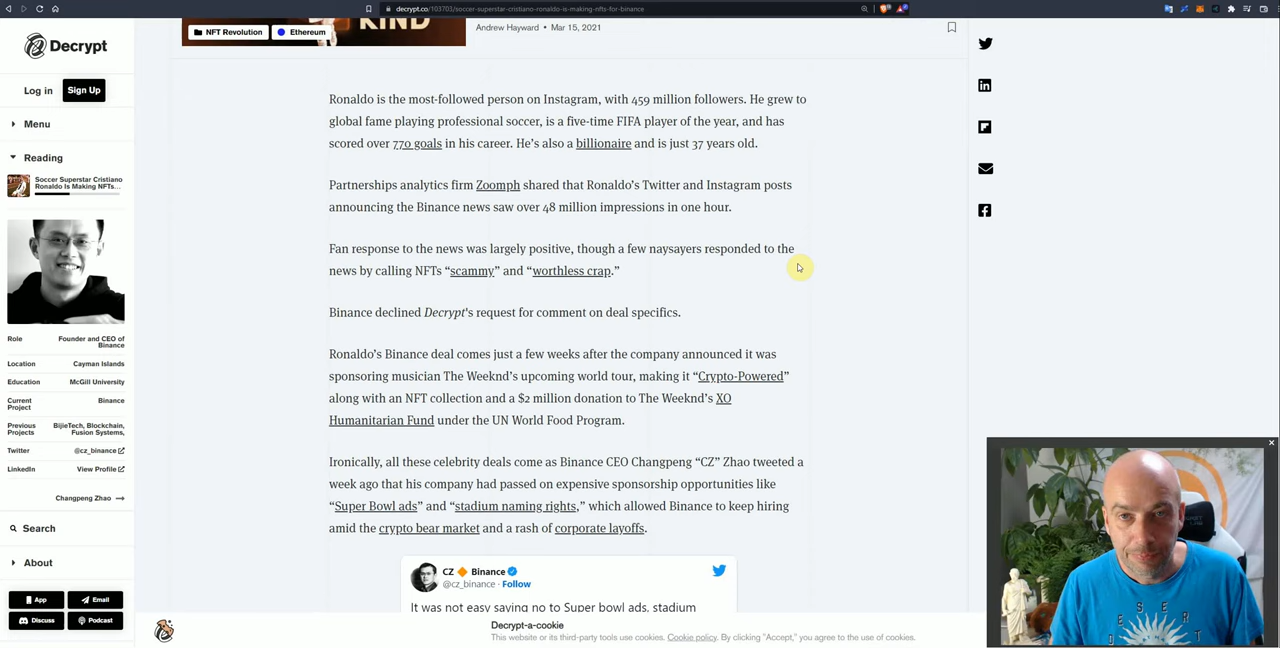 decrypt.co/103703/soccer-superstar-cristiano-ronaldo-is-making-nfts-for-binance
Decrypt
Log in
Sign Up
Menu
Reading
Soccer Superstar Cristiano
Ronaldo Is Making NFTs...
Role
Founder and CEO of
Binance
Location
Cayman Islands
Education
McGill University
Current
Project
Binance
Previous
Projects
BijieTech, Blockchain,
Fusion Systems,
Twitter
@cz_binance
LinkedIn
View Profile
Changpeng Zhao
Search
About
App
Email
Discuss
Podcast
KIND
NFT Revolution
Ethereum
Andrew Hayward • Mar 15, 2021
Ronaldo is the most-followed person on Instagram, with 459 million followers. He grew to
global fame playing professional soccer, is a five-time FIFA player of the year, and has
scored over 770 goals in his career. He's also a billionaire and is just 37 years old.
Partnerships analytics firm Zoomph shared that Ronaldo's Twitter and Instagram posts
announcing the Binance news saw over 48 million impressions in one hour.
Fan response to the news was largely positive, though a few naysayers responded to the
news by calling NFTs “scammy” and “worthless crap.”
Binance declined Decrypt's request for comment on deal specifics.
Ronaldo's Binance deal comes just a few weeks after the company announced it was
sponsoring musician The Weeknd's upcoming world tour, making it “Crypto-Powered”
along with an NFT collection and a $2 million donation to The Weeknd's XO
Humanitarian Fund under the UN World Food Program.
Ironically, all these celebrity deals come as Binance CEO Changpeng “CZ” Zhao tweeted a
week ago that his company had passed on expensive sponsorship opportunities like
“Super Bowl ads” and “stadium naming rights,” which allowed Binance to keep hiring
amid the crypto bear market and a rash of corporate layoffs.
CZ 🔶 Binance
@cz_binance · Follow
It was not easy saying no to Super bowl ads, stadium
Decrypt-a-cookie
This website or its third-party tools use cookies. Cookie policy. By clicking “Accept,” you agree to the use of cookies.